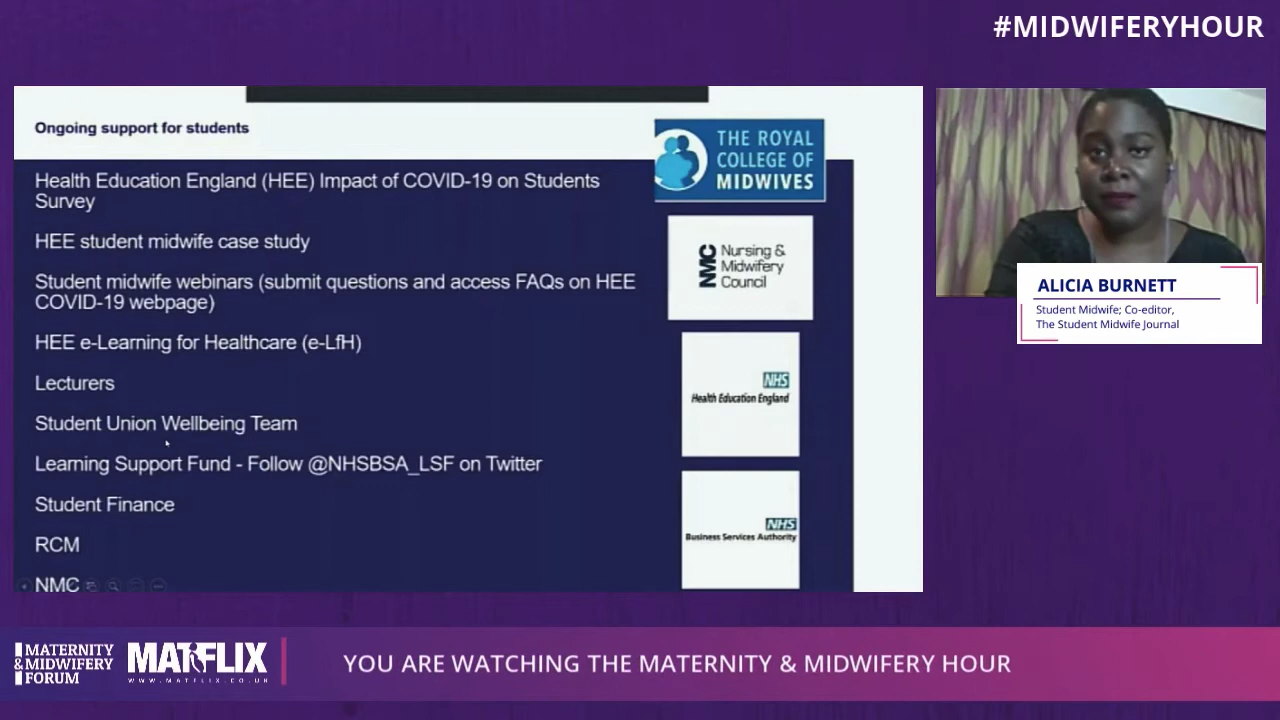 #MIDWIFERYHOUR
Ongoing support for students
Health Education England (HEE) Impact of COVID-19 on Students
Survey
HEE student midwife case study
Student midwife webinars (submit questions and access FAQs on HEE
COVID-19 webpage)
HEE e-Learning for Healthcare (e-LfH)
Lecturers
Student Union Wellbeing Team
Learning Support Fund - Follow @NHSBSA_LSF on Twitter
Student Finance
RCM
NMC
THE ROYAL
COLLEGE OF
MIDWIVES
NMC
Nursing &
Midwifery
Council
NHS
Health Education England
NHS
Business Services Authority
ALICIA BURNETT
Student Midwife; Co-editor,
The Student Midwife Journal
MATERNITY
& MIDWIFERY
FORUM
MATFLIX
WWW.MATFLIX.CO.UK
YOU ARE WATCHING THE MATERNITY & MIDWIFERY HOUR